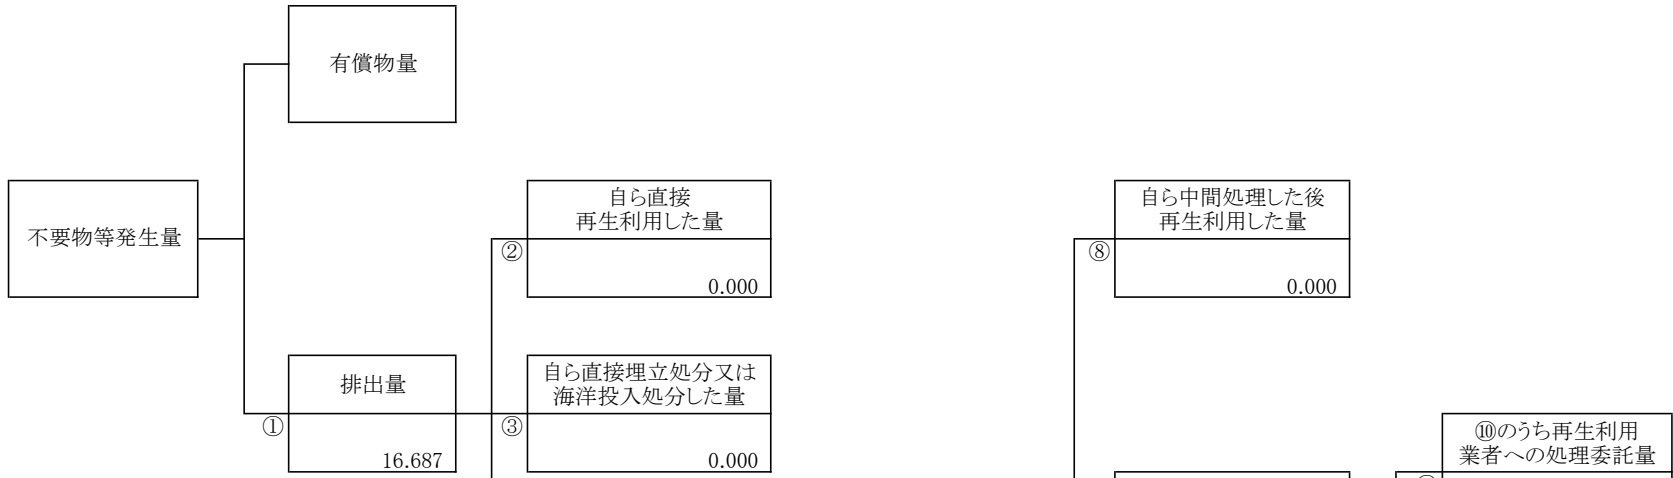 有償物量
不要物等発生量
自ら直接
再生利用した量
②
0.000
自ら中間処理した後
再生利用した量
⑧
0.000
排出量
①
16.687
自ら直接埋立処分又は
海洋投入処分した量
③
0.000
⑩のうち再生利用
業者への処理委託量